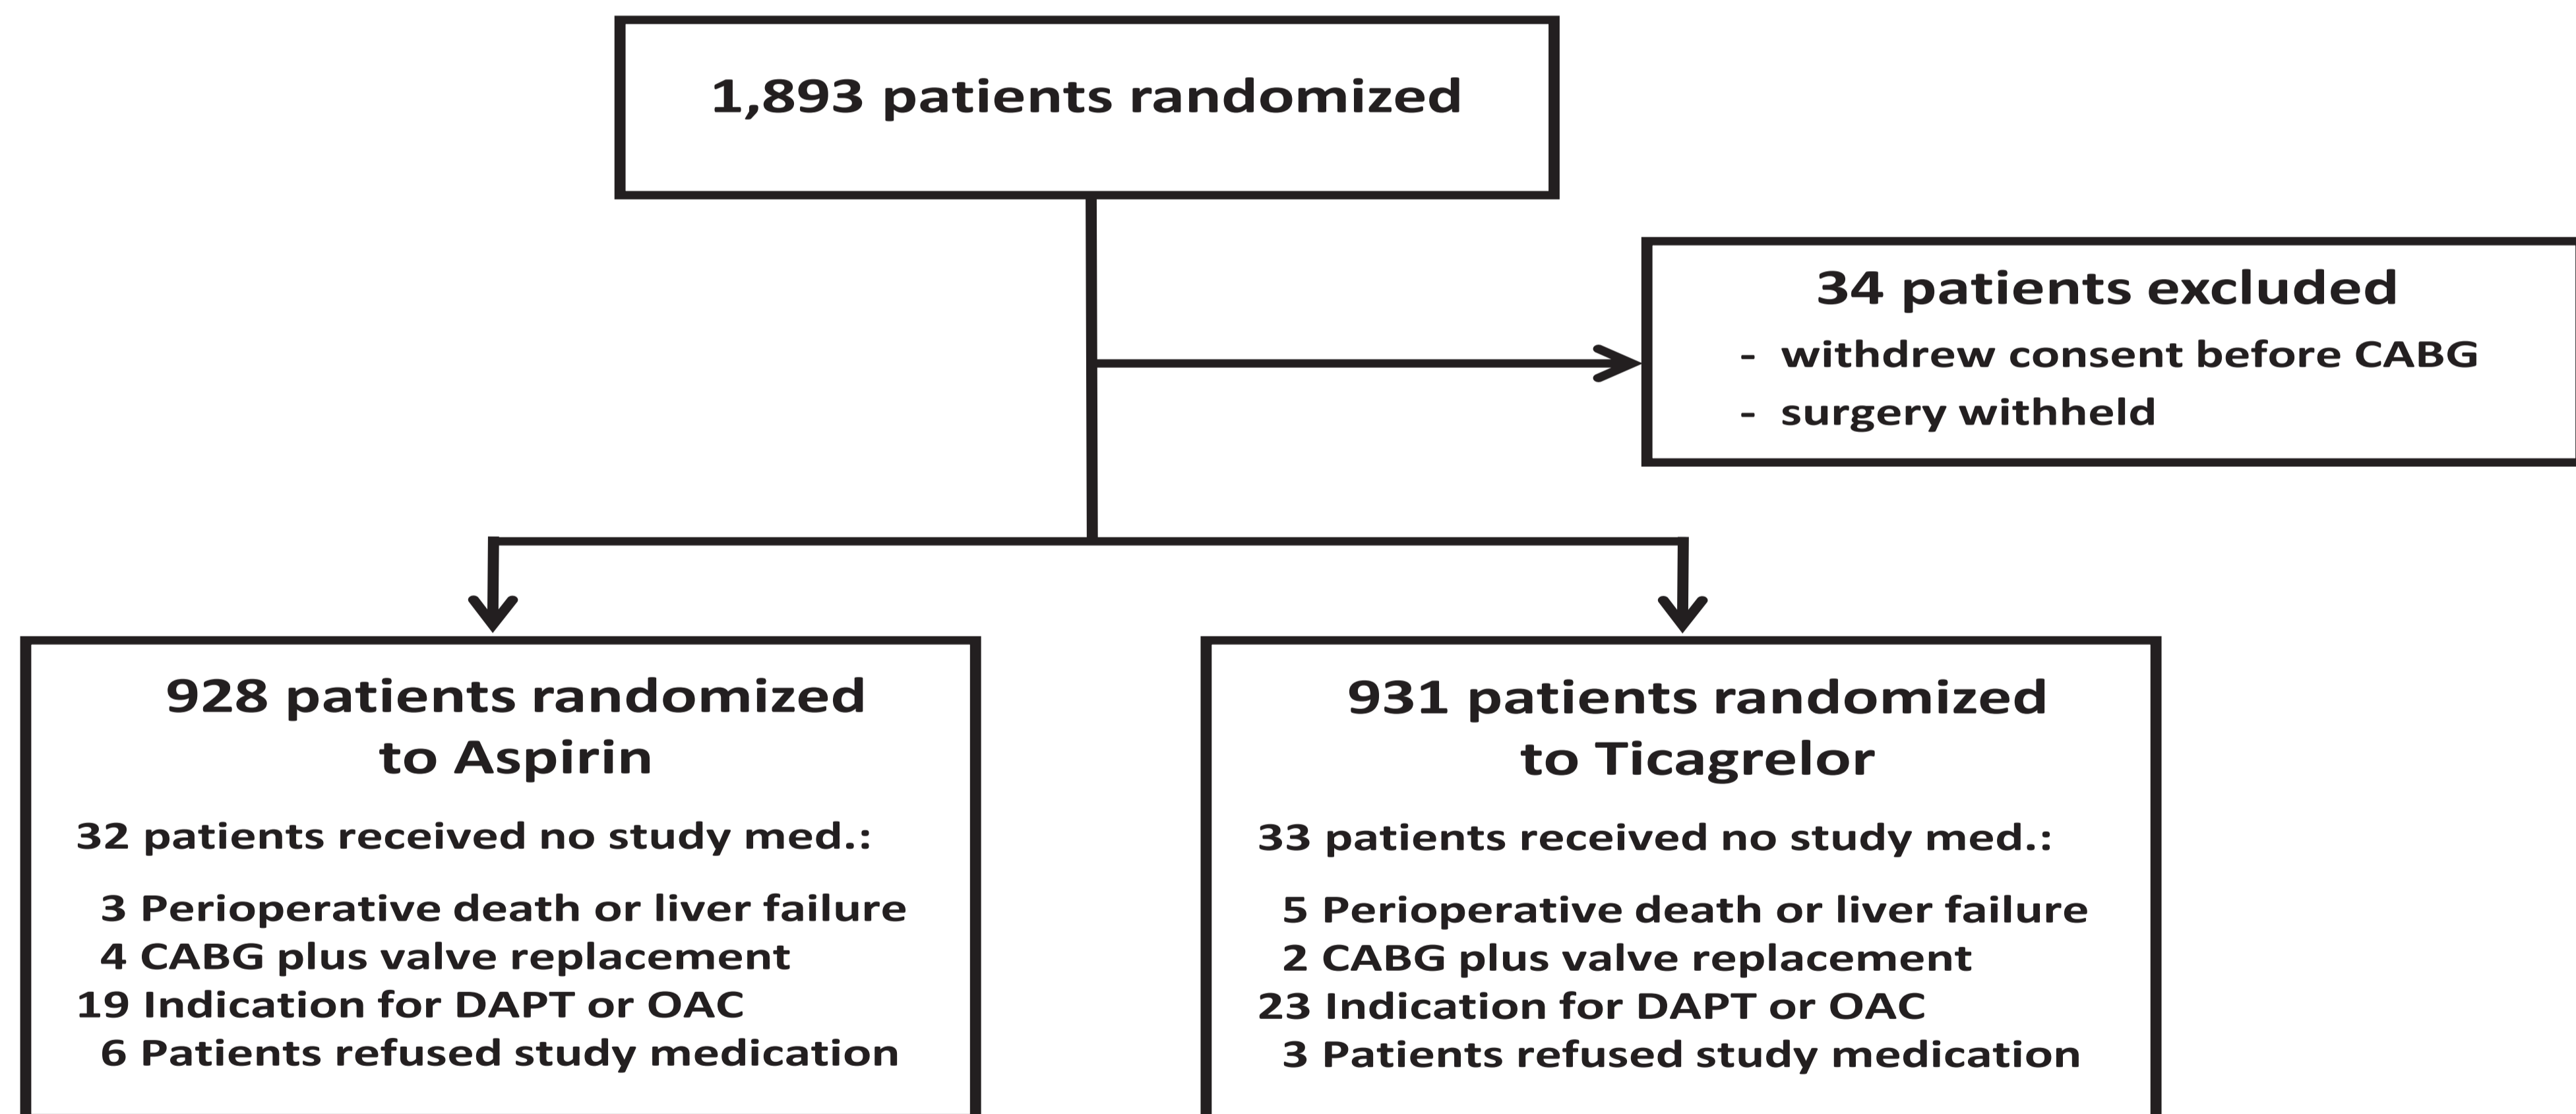 1,893 patients randomized
34 patients excluded
- withdrew consent before CABG
- surgery withheld
928 patients randomized
to Aspirin
32 patients received no study med.:
3 Perioperative death or liver failure
4 CABG plus valve replacement
19 Indication for DAPT or OAC
6 Patients refused study medication
931 patients randomized
to Ticagrelor
33 patients received no study med.:
5 Perioperative death or liver failure
2 CABG plus valve replacement
23 Indication for DAPT or OAC
3 Patients refused study medication